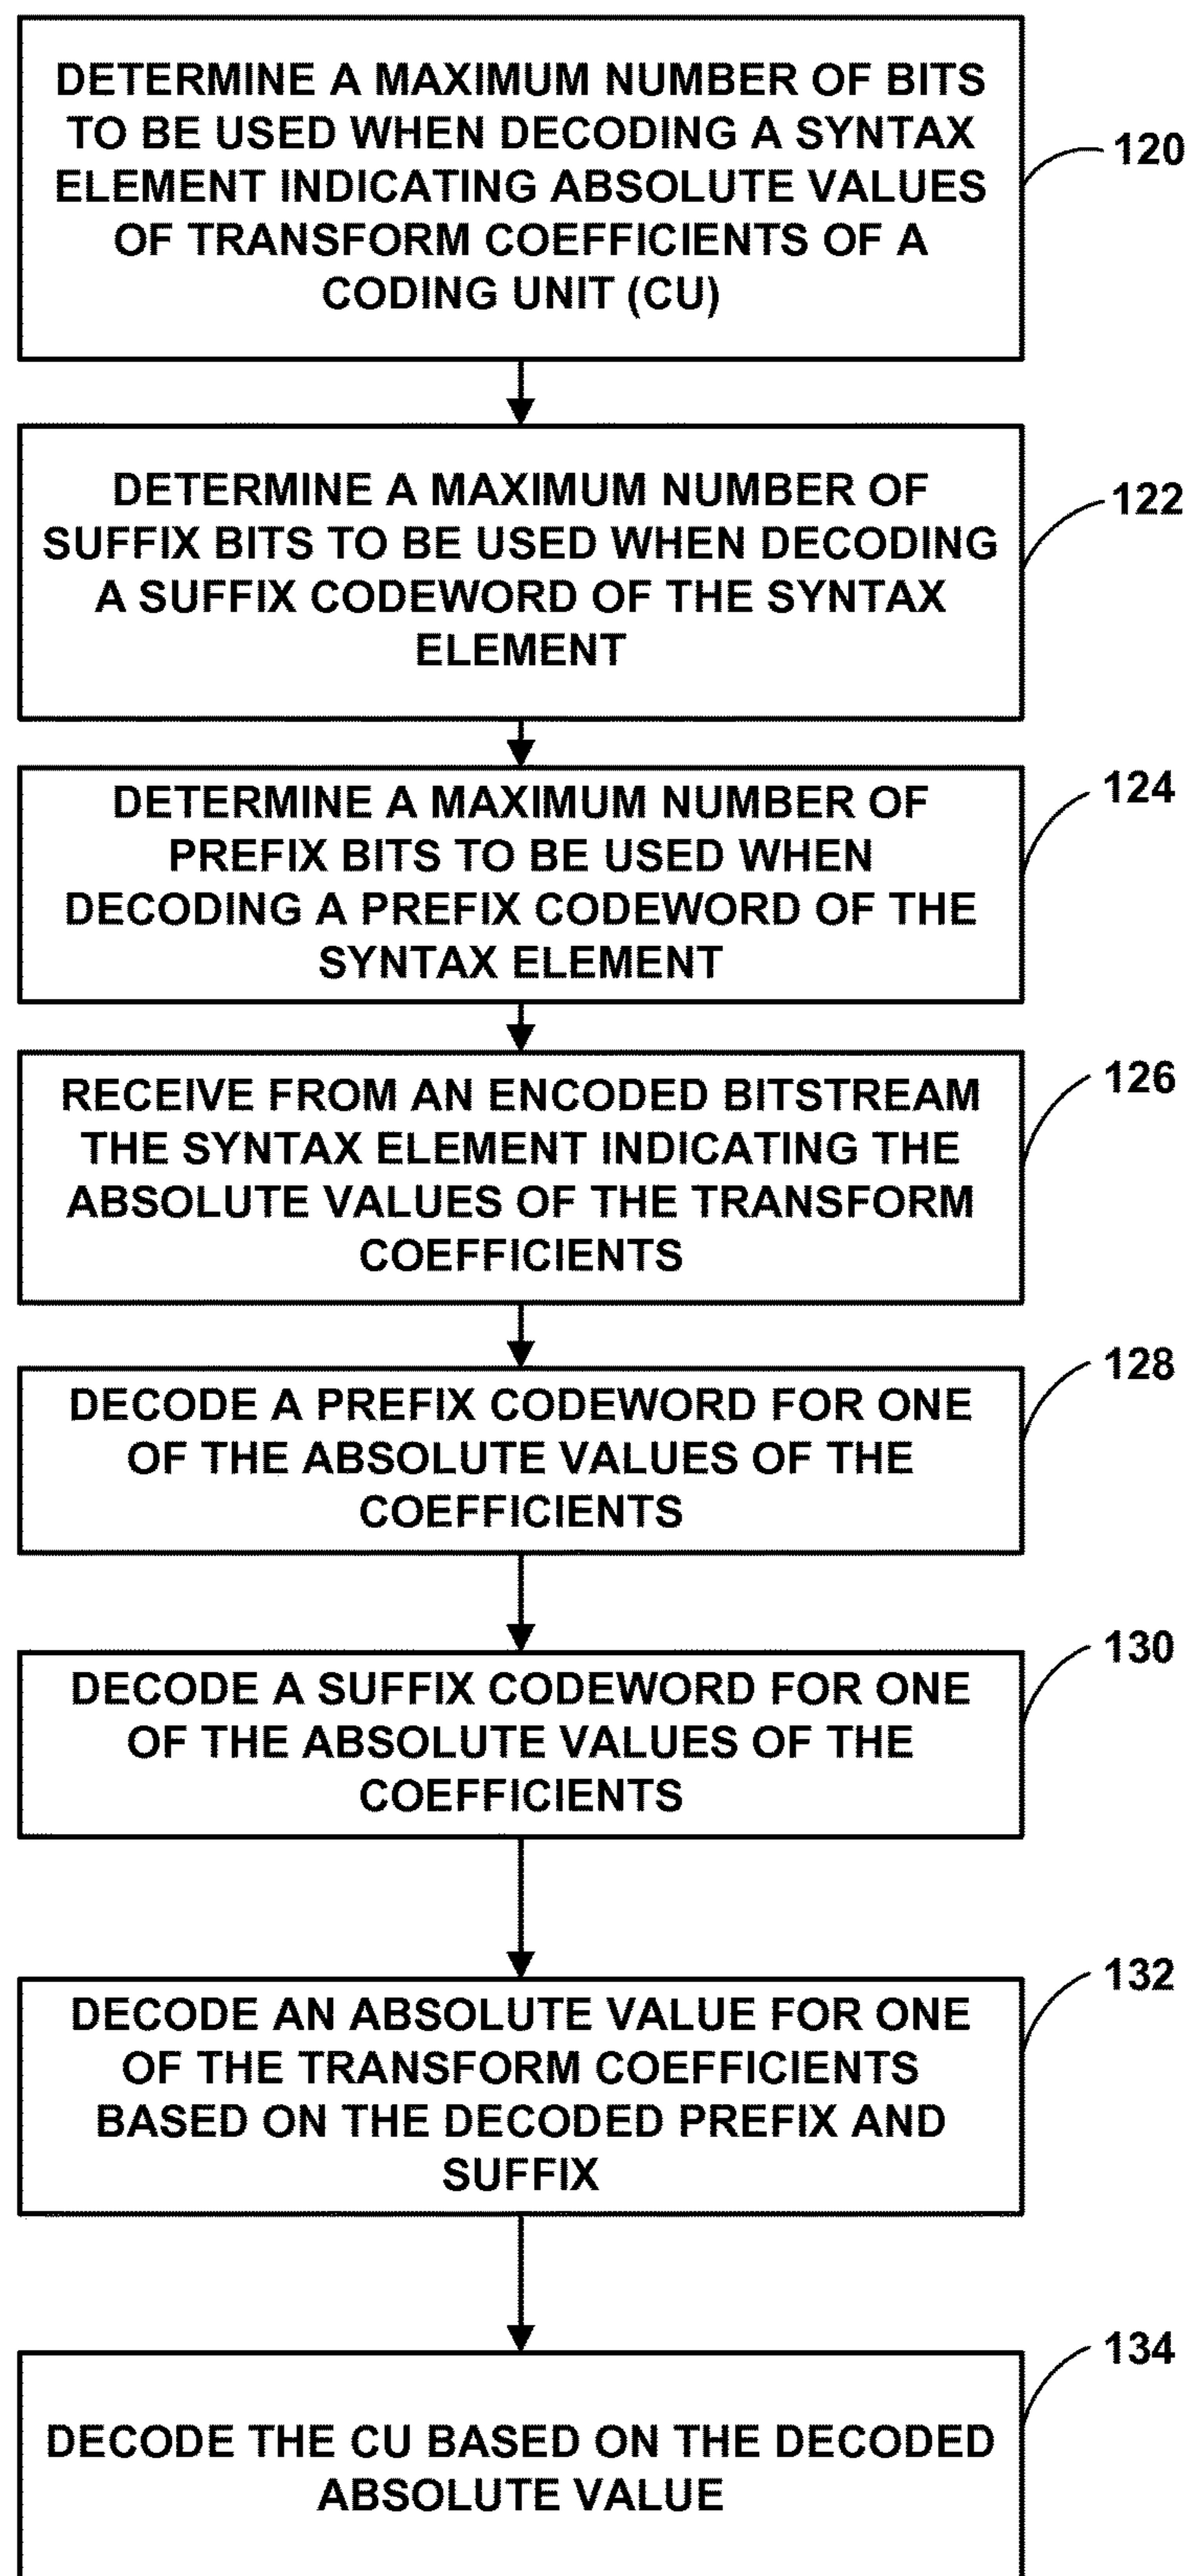 DETERMINE A MAXIMUM NUMBER OF BITS
TO BE USED WHEN DECODING A SYNTAX
ELEMENT INDICATING ABSOLUTE VALUES
OF TRANSFORM COEFFICIENTS OF A
CODING UNIT (CU)
120
DETERMINE A MAXIMUM NUMBER OF
SUFFIX BITS TO BE USED WHEN DECODING
A SUFFIX CODEWORD OF THE SYNTAX
ELEMENT
122
DETERMINE A MAXIMUM NUMBER OF
PREFIX BITS TO BE USED WHEN
DECODING A PREFIX CODEWORD OF THE
SYNTAX ELEMENT
124
RECEIVE FROM AN ENCODED BITSTREAM
THE SYNTAX ELEMENT INDICATING THE
ABSOLUTE VALUES OF THE TRANSFORM
COEFFICIENTS
126
DECODE A PREFIX CODEWORD FOR ONE
OF THE ABSOLUTE VALUES OF THE
COEFFICIENTS
128
DECODE A SUFFIX CODEWORD FOR ONE
OF THE ABSOLUTE VALUES OF THE
COEFFICIENTS
130
DECODE AN ABSOLUTE VALUE FOR ONE
OF THE TRANSFORM COEFFICIENTS
BASED ON THE DECODED PREFIX AND
SUFFIX
132
DECODE THE CU BASED ON THE DECODED
ABSOLUTE VALUE
134